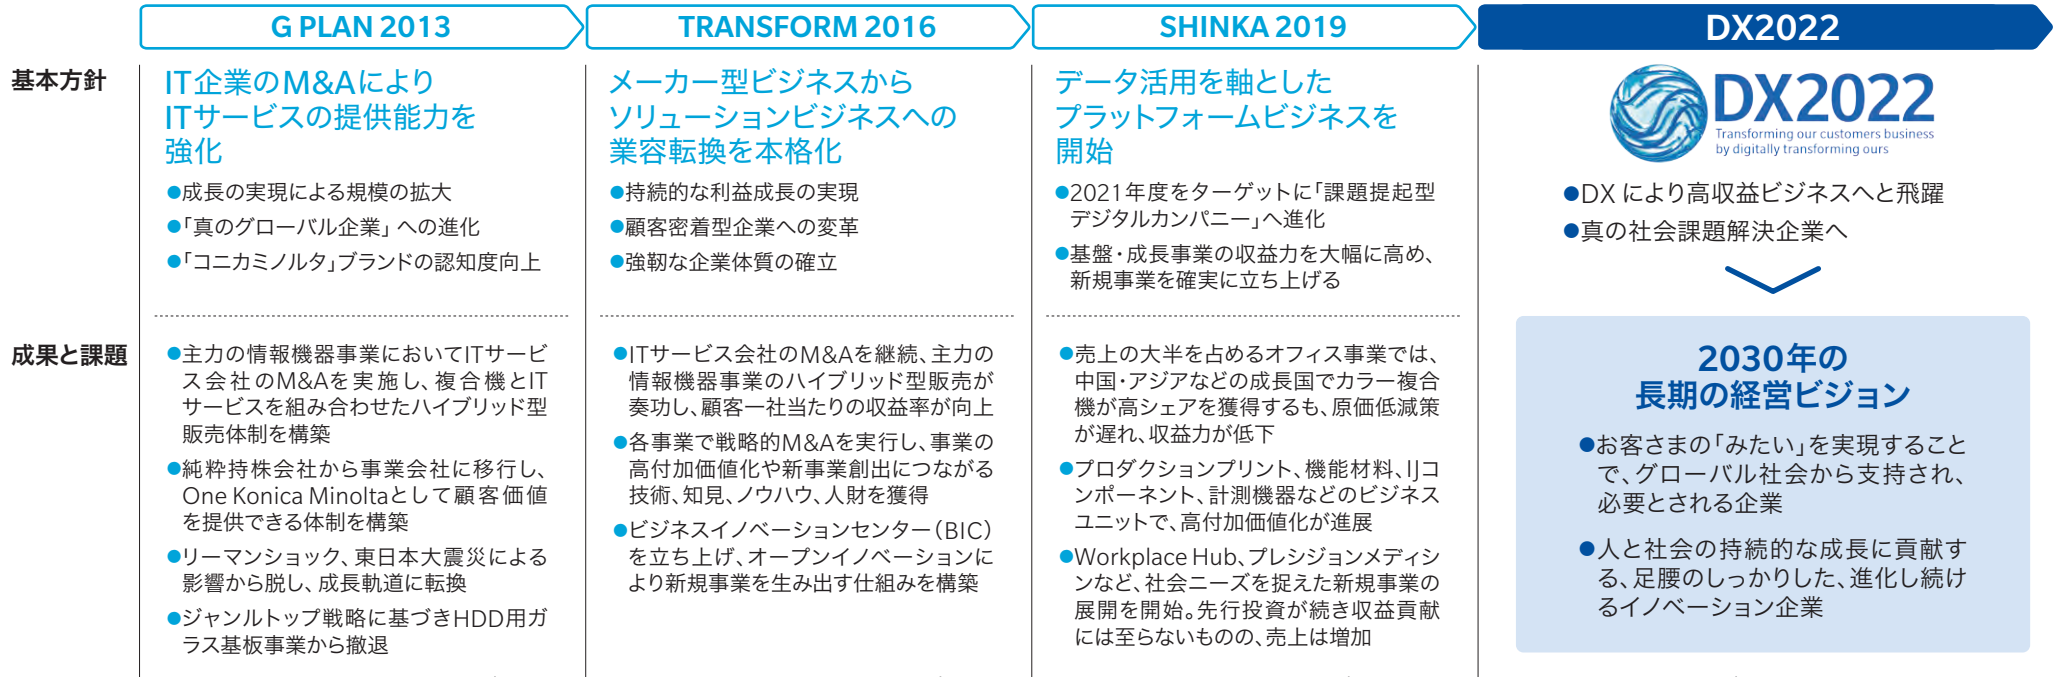 G PLAN 2013
TRANSFORM 2016
SHINKA 2019
DX2022
基本方針
IT企業のM&Aにより
ITサービスの提供能力を
強化
●成長の実現による規模の拡大
●「真のグローバル企業」への進化
●「コニカミノルタ」ブランドの認知度向上
メーカー型ビジネスから
ソリューションビジネスへの
業容転換を本格化
●持続的な利益成長の実現
●顧客密着型企業への変革
●強靭な企業体質の確立
データ活用を軸とした
プラットフォームビジネスを
開始
●2021年度をターゲットに「課題提起型
デジタルカンパニー」へ進化
●基盤・成長事業の収益力を大幅に高め、
新規事業を確実に立ち上げる
DX2022
Transforming our customers business
by digitally transforming ours
●DX により高収益ビジネスへと飛躍
●真の社会課題解決企業へ
成果と課題
●主力の情報機器事業においてITサービ
ス会社のM&Aを実施し、複合機とIT
サービスを組み合わせたハイブリッド型
販売体制を構築
●純粋持株会社から事業会社に移行し、
One Konica Minoltaとして顧客価値
を提供できる体制を構築
●リーマンショック、東日本大震災による
影響から脱し、成長軌道に転換
●ジャンルトップ戦略に基づきHDD用ガ
ラス基板事業から撤退
●ITサービス会社のM&Aを継続、主力の
情報機器事業のハイブリッド型販売が
奏功し、顧客一社当たりの収益率が向上
●各事業で戦略的M&Aを実行し、事業の
高付加価値化や新事業創出につながる
技術、知見、ノウハウ、人財を獲得
●ビジネスイノベーションセンター（BIC）
を立ち上げ、オープンイノベーションに
より新規事業を生み出す仕組みを構築
●売上の大半を占めるオフィス事業では、
中国・アジアなどの成長国でカラー複合
機が高シェアを獲得するも、原価低減策
が遅れ、収益力が低下
●プロダクションプリント、機能材料、IJコ
ンポーネント、計測機器などのビジネス
ユニットで、高付加価値化が進展
●Workplace Hub、プレシジョンメディシ
ンなど、社会ニーズを捉えた新規事業の
展開を開始。先行投資が続き収益貢献
には至らないものの、売上は増加
2030年の
長期の経営ビジョン
●お客さまの「みたい」を実現すること
で、グローバル社会から支持され、
必要とされる企業
●人と社会の持続的な成長に貢献す
る、足腰のしっかりした、進化し続け
るイノベーション企業